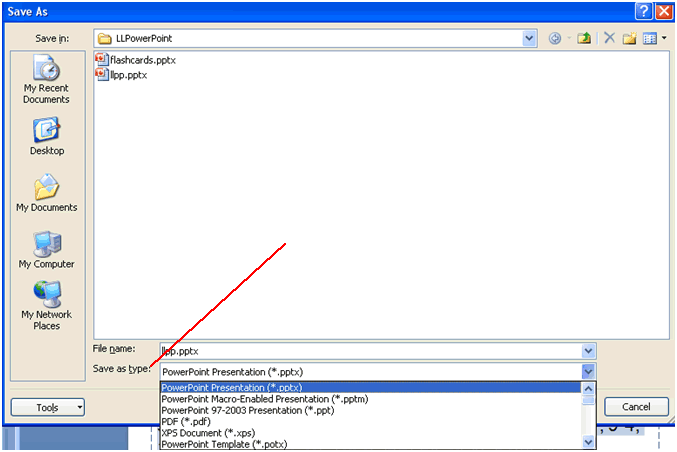 Save As
Save in:
LLPowerPoint
My Recent
Documents
Desktop
My Documents
My Computer
My Network
Places
flashcards.pptx
llpp.pptx
File name:
llpp.pptx
Save as type:
PowerPoint Presentation (*.pptx)
PowerPoint Presentation (*.pptx)
PowerPoint Macro-Enabled Presentation (*.pptm)
PowerPoint 97-2003 Presentation (*.ppt)
PDF (*.pdf)
XPS Document (*.xps)
PowerPoint Template (*.potx)
Tools
Cancel